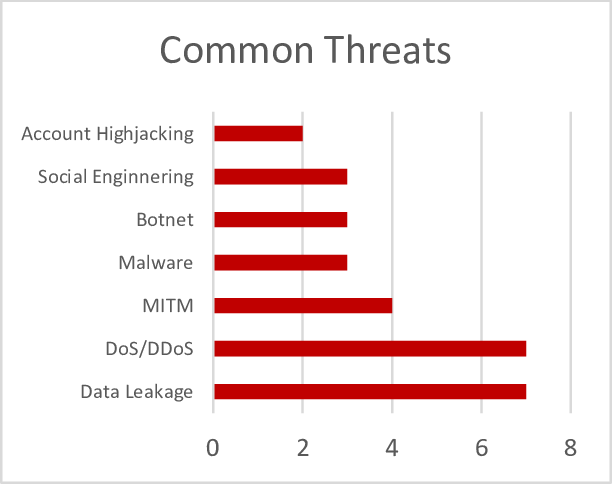 Common Threats
Account Highjacking
Social Enginnering
Botnet
Malware
MITM
DoS/DDoS
Data Leakage
0 2 4 6 8